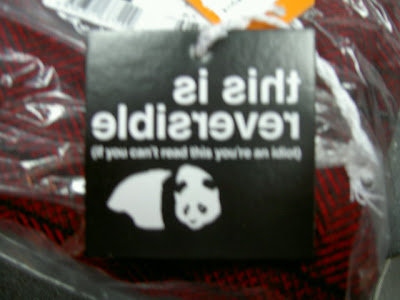 this is
reversible
(if you can't read this you're an idiot)